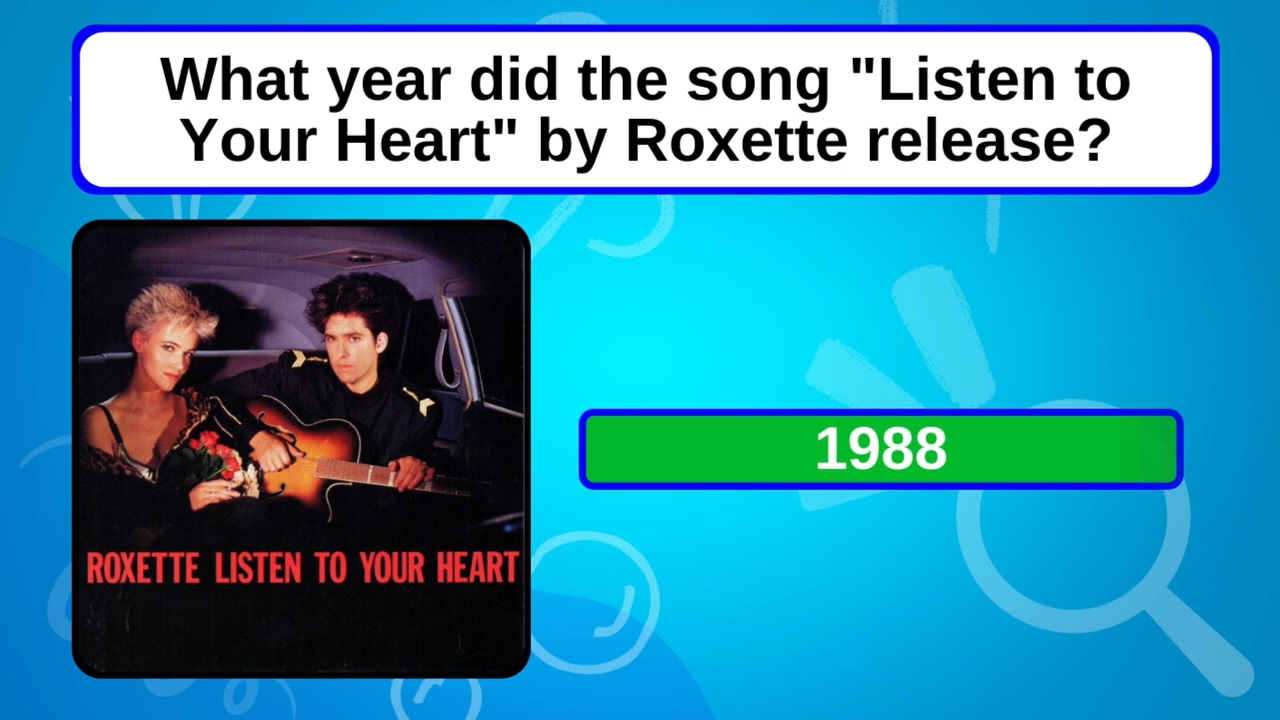 What year did the song "Listen to
Your Heart" by Roxette release?
1988
ROXETTE LISTEN TO YOUR HEART